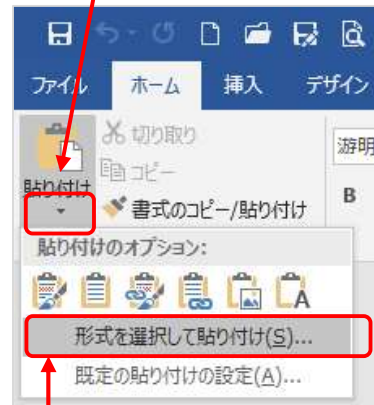 ファイル ホーム 挿入 デザイン
切り取り
コピー
書式のコピー/貼り付け
貼り付け
游明
B
貼り付けのオプション:
A
形式を選択して貼り付け(S)...
既定の貼り付けの設定(A)...